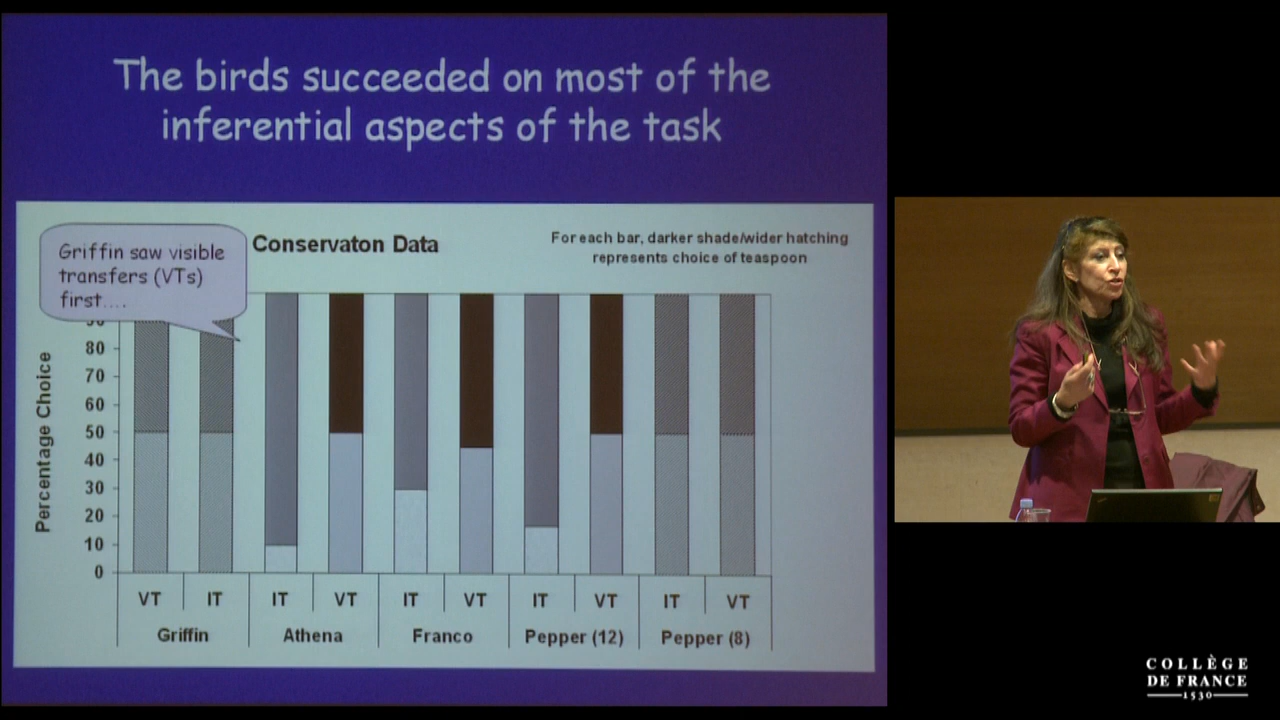 The birds succeeded on most of the
inferential aspects of the task
Griffin saw visible
transfers (VTs)
first....
Conservaton Data
For each bar, darker shade/wider hatching
represents choice of teaspoon
Percentage Choice
90
80
70
60
50
40
30
20
10
0
VT IT IT VT IT VT IT VT IT VT
Griffin Athena Franco Pepper (12) Pepper (8)
COLLÈGE
DE FRANCE
1530